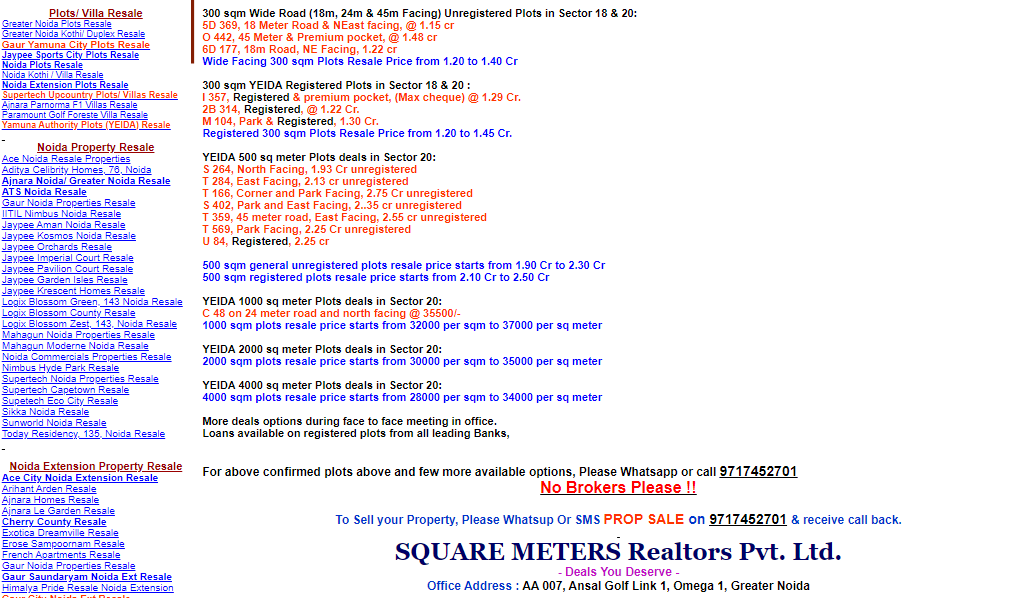 Plots/ Villa Resale
Greater Noida Plots Resale
Greater Noida Kothi/ Duplex Resale
Gaur Yamuna City Plots Resale
Jaypee Sports City Plots Resale
Noida Plots Resale
Noida Kothi / Villa Resale
Noida Extension Plots Resale
Supertech Upcountry Plots/ Villas Resale
Ajnara Parnorma F1 Villas Resale
Paramount Golf Foreste Villa Resale
Yamuna Authority Plots (YEIDA) Resale
Noida Property Resale
Ace Noida Resale Properties
Aditya Cellbrity Homes, 76, Noida
Ajnara Noida/ Greater Noida Resale
ATS Noida Resale
Gaur Noida Properties Resale
IITIL Nimbus Noida Resale
Jaypee Aman Noida Resale
Jaypee Kosmos Noida Resale
Jaypee Orchards Resale
Jaypee Imperial Court Resale
Jaypee Pavilion Court Resale
Jaypee Garden Isles Resale
Jaypee Krescent Homes Resale
Logix Blossom Green, 143 Noida Resale
Logix Blossom County Resale
Logix Blossom Zest, 143, Noida Resale
Mahagun Noida Properties Resale
Mahagun Moderne Noida Resale
Noida Commercials Properties Resale
Nimbus Hyde Park Resale
Supertech Noida Properties Resale
Supertech Capetown Resale
Supetech Eco City Resale
Sikka Noida Resale
Sunworld Noida Resale
Today Residency, 135, Noida Resale
Noida Extension Property Resale
Ace City Noida Extension Resale
Arihant Arden Resale
Ajnara Homes Resale
Ajnara Le Garden Resale
Cherry County Resale
Exotica Dreamville Resale
Erose Sampoornam Resale
French Apartments Resale
Gaur Noida Properties Resale
Gaur Saundaryam Noida Ext Resale
Himalya Pride Resale Noida Extension
300 sqm Wide Road (18m, 24m & 45m Facing) Unregistered Plots in Sector 18 & 20:
5D 369, 18 Meter Road & NEast facing, @ 1.15 cr
O 442, 45 Meter & Premium pocket, @ 1.48 cr
6D 177, 18m Road, NE Facing, 1.22 cr
Wide Facing 300 sqm Plots Resale Price from 1.20 to 1.40 Cr
300 sqm YEIDA Registered Plots in Sector 18 & 20 :
I 357, Registered & premium pocket, (Max cheque) @ 1.29 Cr.
2B 314, Registered, @ 1.22 Cr.
M 104, Park & Registered, 1.30 Cr.
Registered 300 sqm Plots Resale Price from 1.20 to 1.45 Cr.
YEIDA 500 sq meter Plots deals in Sector 20:
S 264, North Facing, 1.93 Cr unregistered
T 284, East Facing, 2.13 cr unregistered
T 166, Corner and Park Facing, 2.75 Cr unregistered
S 402, Park and East Facing, 2..35 cr unregistered
T 359, 45 meter road, East Facing, 2.55 cr unregistered
T 569, Park Facing, 2.25 Cr unregistered
U 84, Registered, 2.25 cr
500 sqm general unregistered plots resale price starts from 1.90 Cr to 2.30 Cr
500 sqm registered plots resale price starts from 2.10 Cr to 2.50 Cr
YEIDA 1000 sq meter Plots deals in Sector 20:
C 48 on 24 meter road and north facing @ 35500/-
1000 sqm plots resale price starts from 32000 per sqm to 37000 per sq meter
YEIDA 2000 sq meter Plots deals in Sector 20:
2000 sqm plots resale price starts from 30000 per sqm to 35000 per sq meter
YEIDA 4000 sq meter Plots deals in Sector 20:
4000 sqm plots resale price starts from 28000 per sqm to 34000 per sq meter
More deals options during face to face meeting in office.
Loans available on registered plots from all leading Banks,
For above confirmed plots above and few more available options, Please Whatsapp or call 9717452701
No Brokers Please !!
To Sell your Property, Please Whatsup Or SMS PROP SALE on 9717452701 & receive call back.
SQUARE METERS Realtors Pvt. Ltd.
- Deals You Deserve -
Office Address : AA 007, Ansal Golf Link 1, Omega 1, Greater Noida